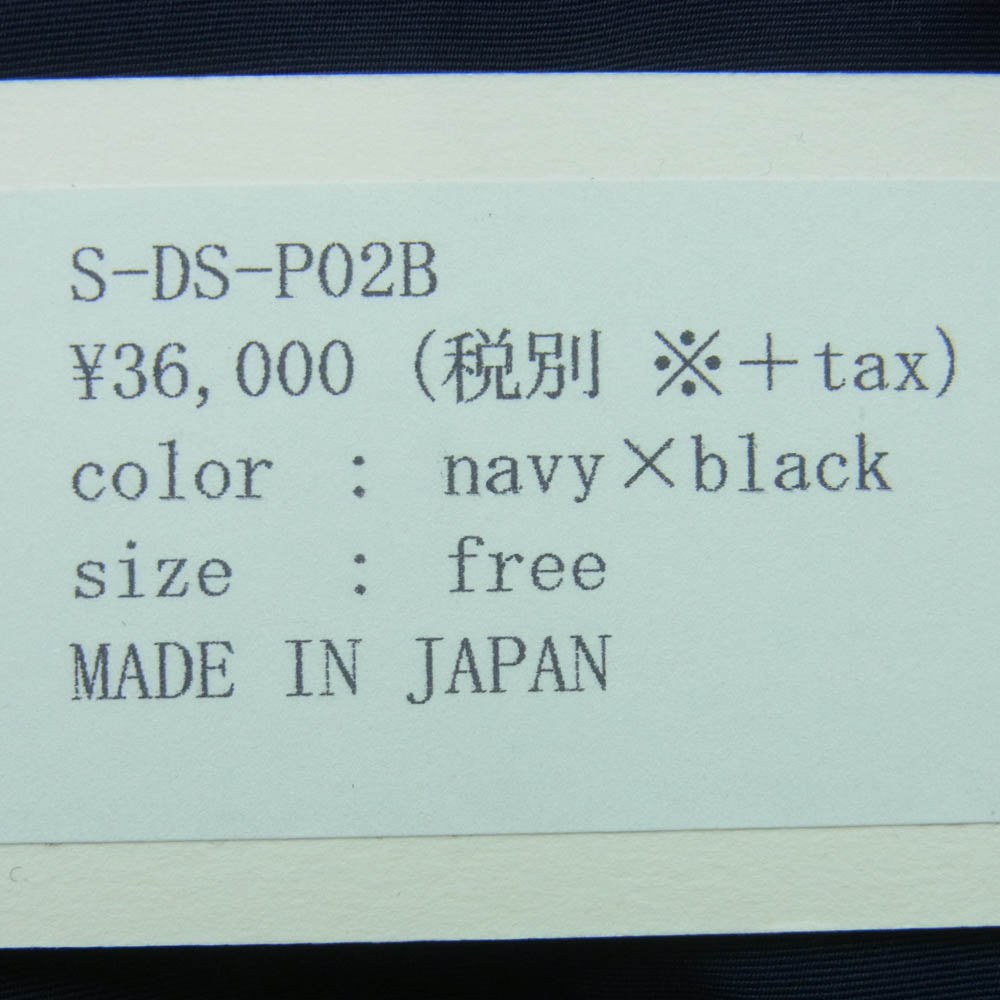 S-DS-P02B
¥36,000 (税別 ※＋tax)
color : navy×black
size : free
MADE IN JAPAN